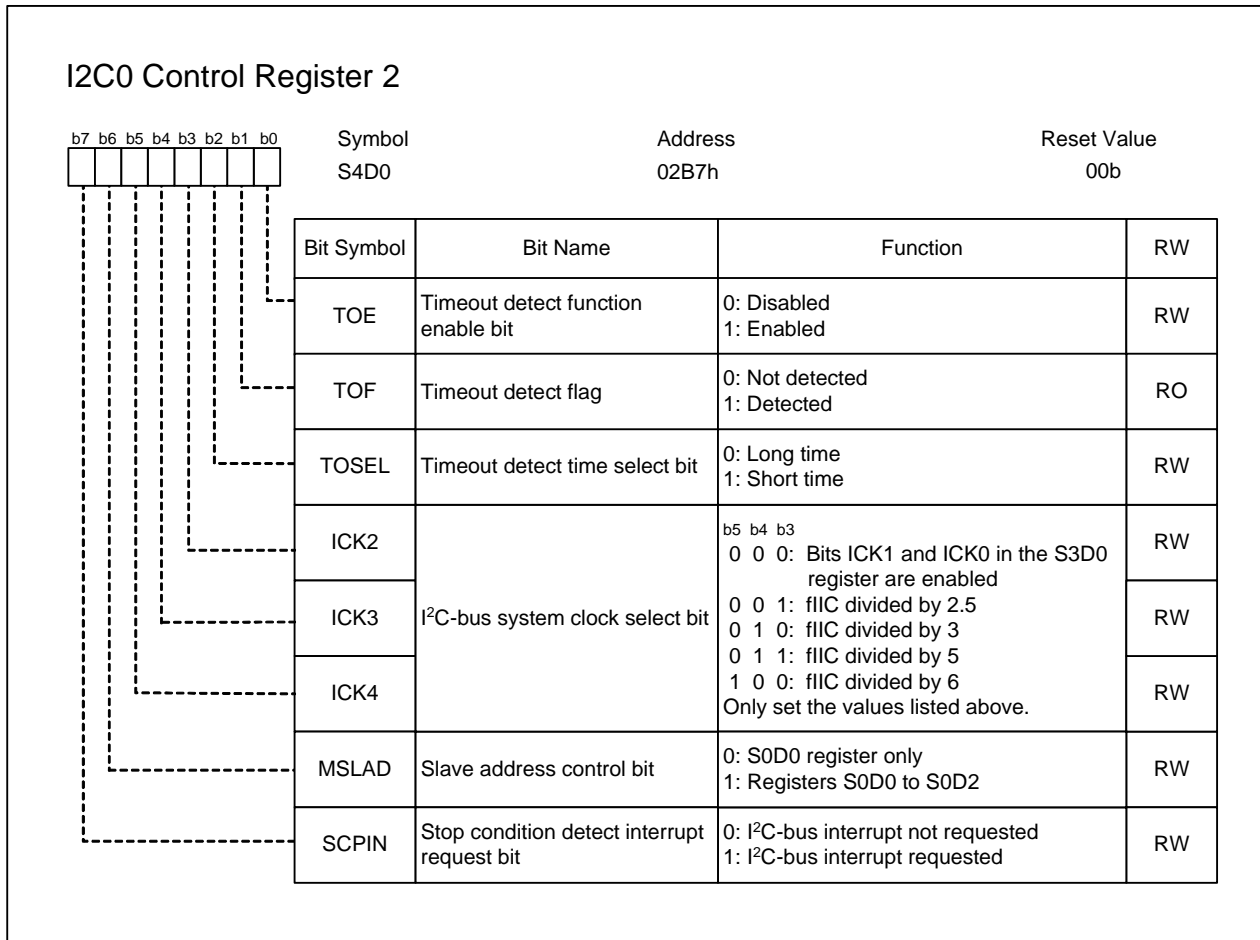 I2C0 Control Register 2
b7 b6 b5 b4 b3 b2 b1 b0
Symbol Address Reset Value
S4D0 02B7h 00b
Bit Symbol Bit Name Function RW
TOE Timeout detect function enable bit 0: Disabled
1: Enabled RW
TOF Timeout detect flag 0: Not detected
1: Detected RO
TOSEL Timeout detect time select bit 0: Long time
1: Short time RW
ICK2 RW
ICK3 I²C-bus system clock select bit RW
ICK4 RW
b5 b4 b3
0 0 0: Bits ICK1 and ICK0 in the S3D0
register are enabled
0 0 1: fIIC divided by 2.5
0 1 0: fIIC divided by 3
0 1 1: fIIC divided by 5
1 0 0: fIIC divided by 6
Only set the values listed above.
MSLAD Slave address control bit 0: S0D0 register only
1: Registers S0D0 to S0D2 RW
SCPIN Stop condition detect interrupt request bit 0: I²C-bus interrupt not requested
1: I²C-bus interrupt requested RW